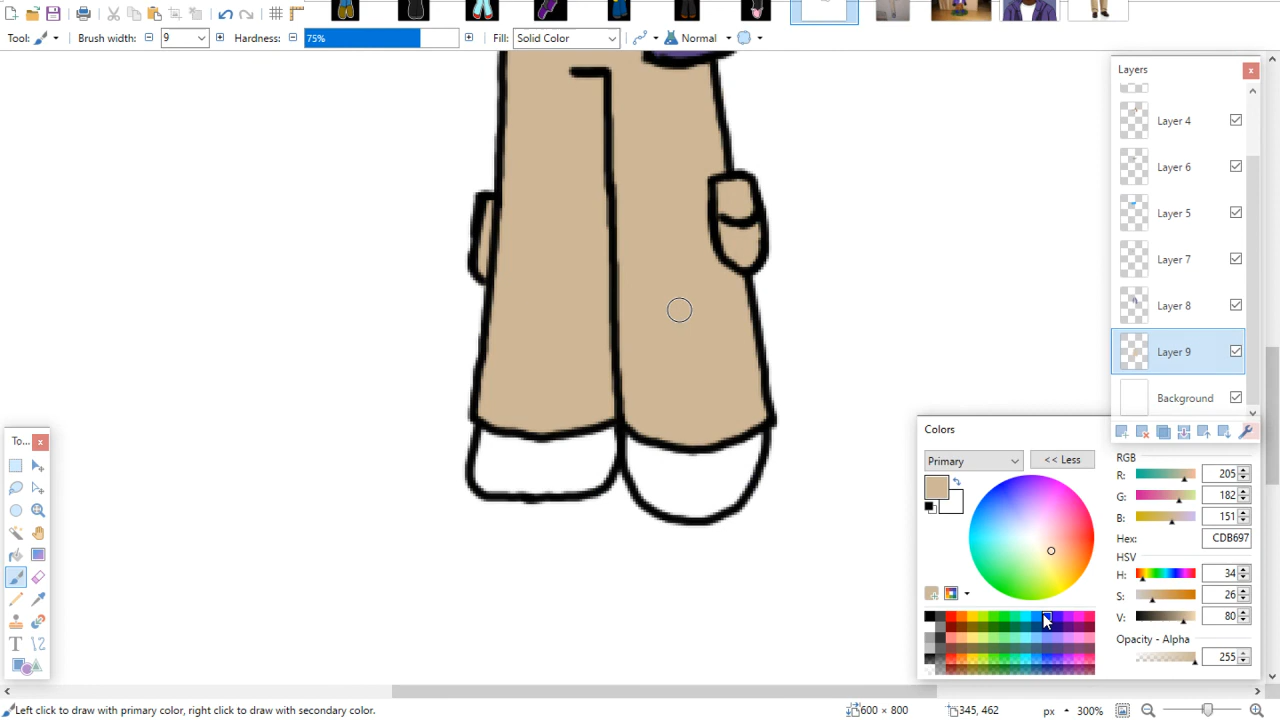 Tool:
Brush width:
9
Hardness:
75%
Fill:
Solid Color
Normal
Layers
Layer 4
Layer 6
Layer 5
Layer 7
Layer 8
Layer 9
Background
To...
Colors
Primary
<< Less
RGB
R: 205
G: 182
B: 151
Hex: CDB697
HSV
H: 34
S: 26
V: 80
Opacity - Alpha
255
Left click to draw with primary color, right click to draw with secondary color.
600 × 800
345, 462
px
300%